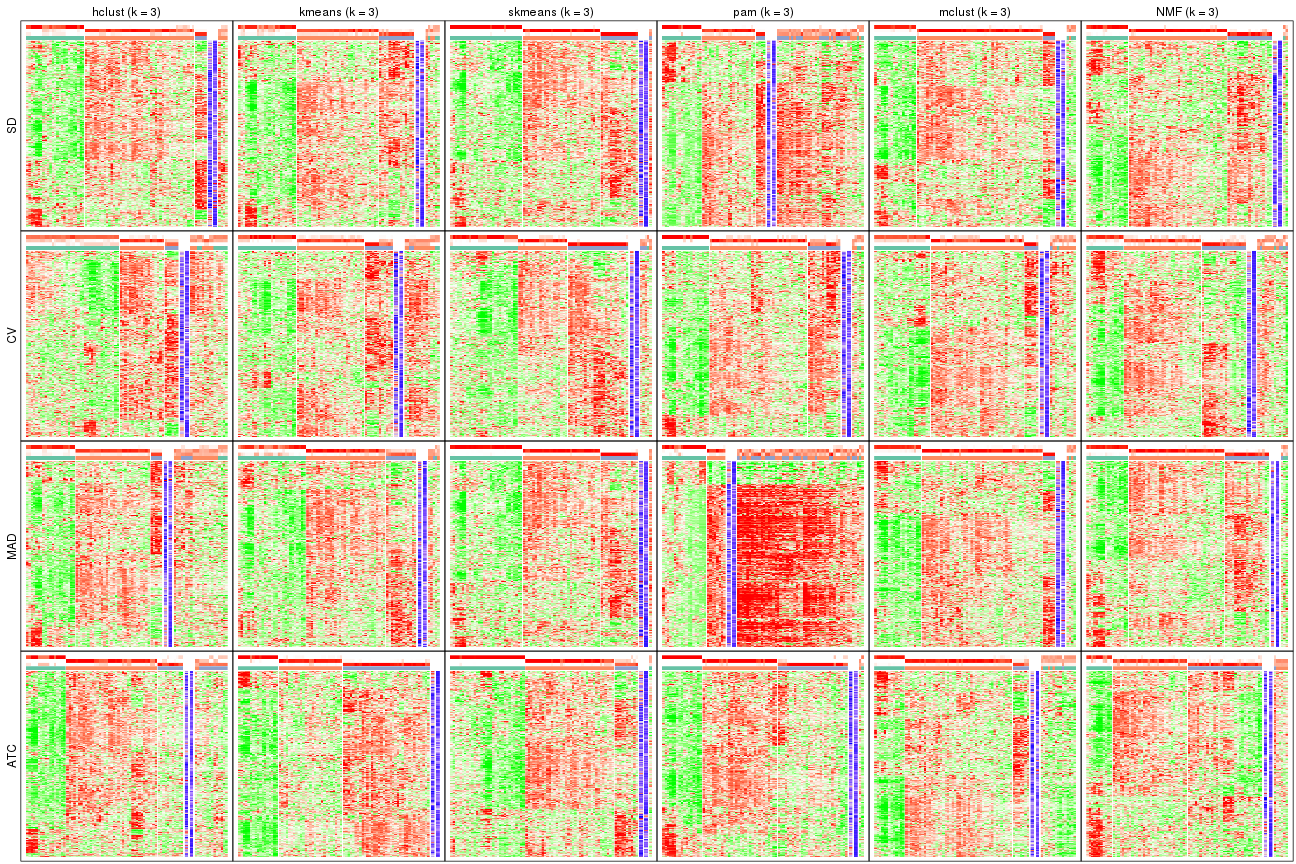 hclust (k = 3)
kmeans (k = 3)
skmeans (k = 3)
pam (k = 3)
mclust (k = 3)
NMF (k = 3)
SD
CV
MAD
ATC